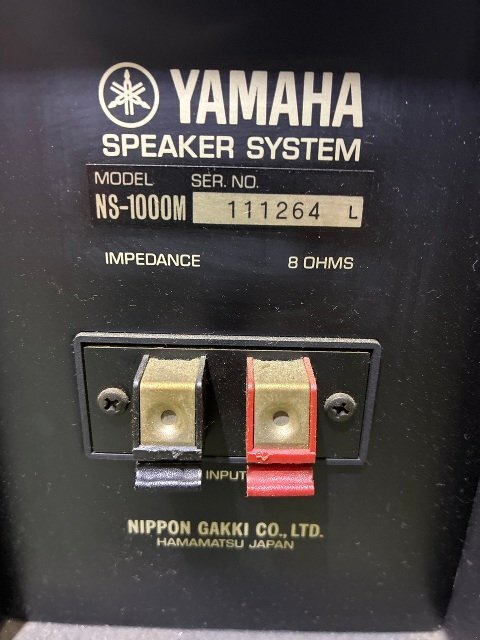 YAMAHA
SPEAKER SYSTEM
MODEL SER. NO.
NS-1000M 111264 L
IMPEDANCE 8 OHMS
INPUT
NIPPON GAKKI CO., LTD.
HAMAMATSU JAPAN